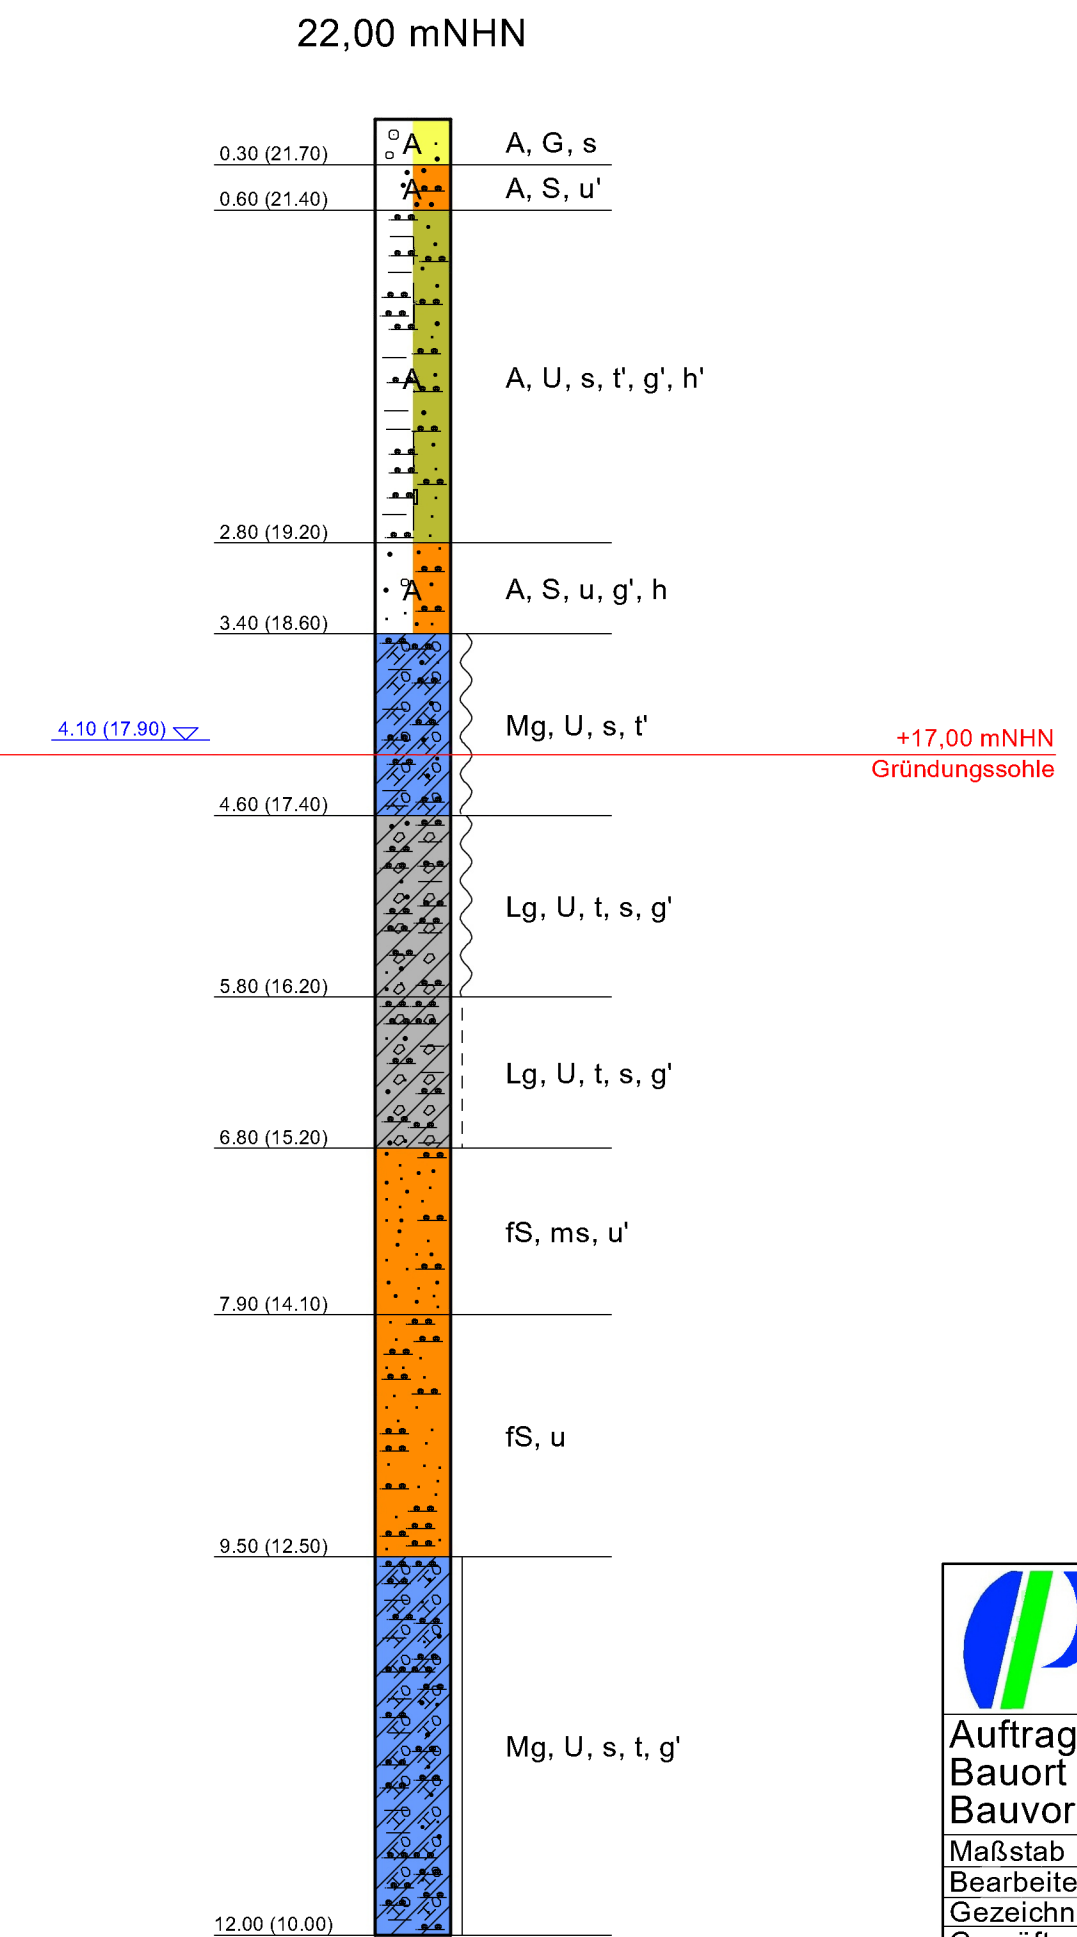 22,00 mNHN
A
A, G, s
0.30 (21.70)
A
A, S, u'
0.60 (21.40)
A
A, U, s, t', g', h'
2.80 (19.20)
A
A, S, u, g', h
3.40 (18.60)
Mg, U, s, t'
4.10 (17.90)
+17,00 mNHN
Gründungssohle
4.60 (17.40)
Lg, U, t, s, g'
5.80 (16.20)
Lg, U, t, s, g'
6.80 (15.20)
fS, ms, u'
7.90 (14.10)
fS, u
9.50 (12.50)
Mg, U, s, t, g'
12.00 (10.00)
Auftrag
Bauort
Bauvor
Maßstab
Bearbeite
Gezeichn